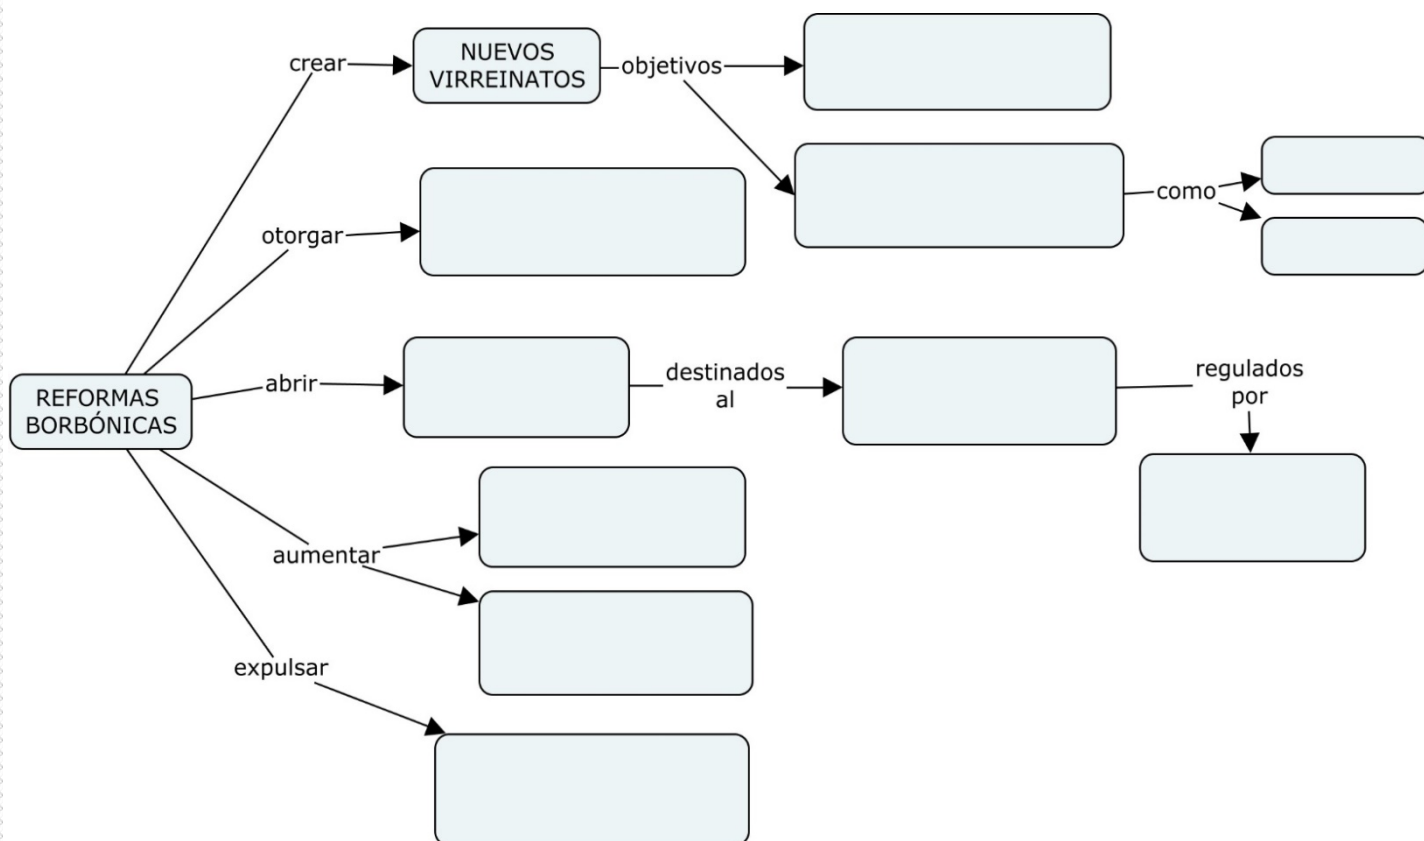 crear
NUEVOS
VIRREINATOS
objetivos
como
otorgar
REFORMAS
BORBÓNICAS
abrir
destinados
al
regulados
por
aumentar
expulsar